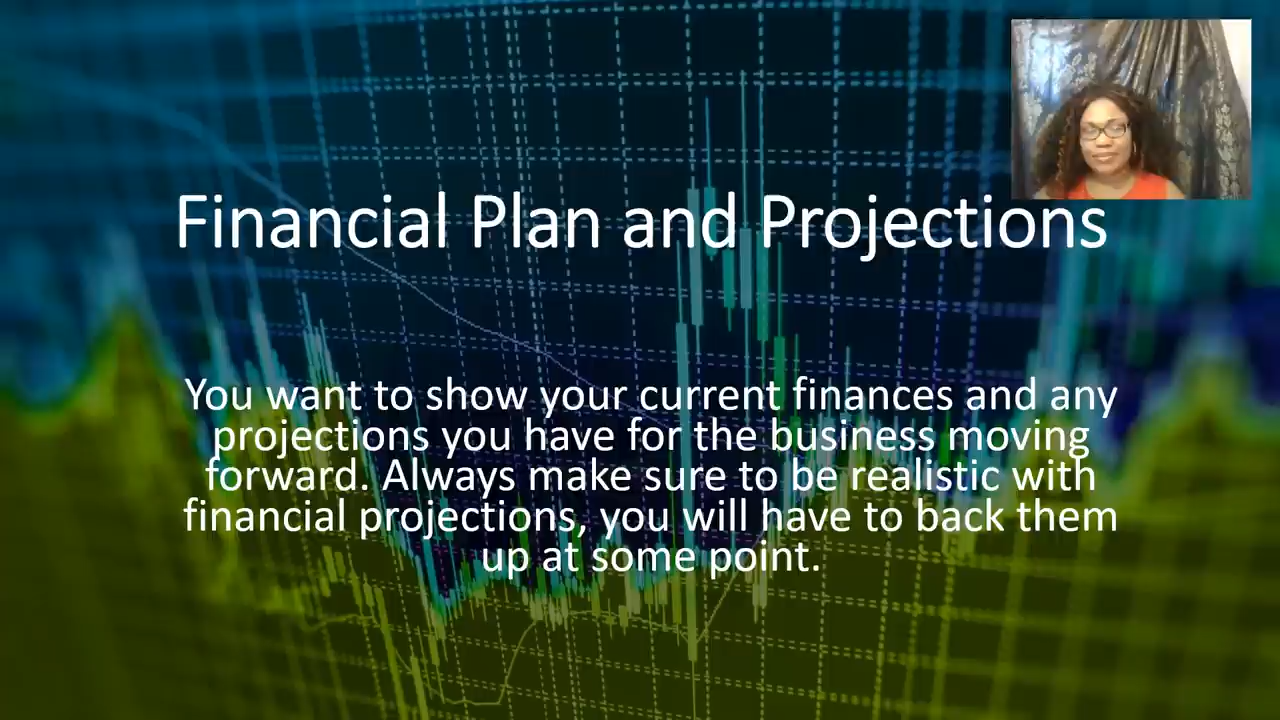 Financial Plan and Projections
You want to show your current finances and any
projections you have for the business moving
forward. Always make sure to be realistic with
financial projections, you will have to back them
up at some point.